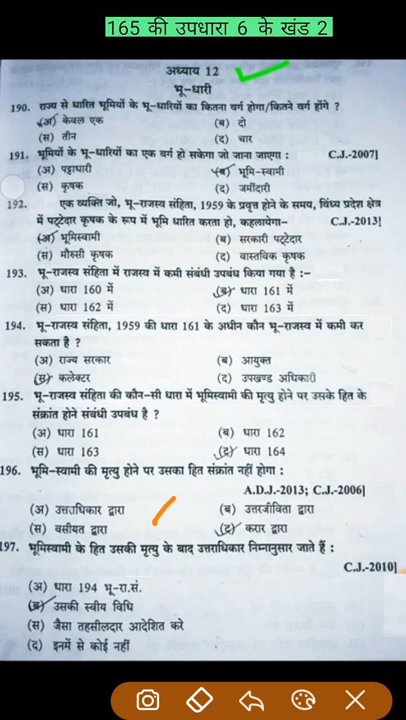 165 की उपधारा 6 के खंड 2
अध्याय 12
भू-धारी
190. राज्य से धारित भूमियों के भू-धारियों का कितना वर्ग होगा/कितने वर्ग होंगे ?
(अ) केवल एक (ब) दो
(स) तीन (द) चार
191. भूमियों के भू-धारियों का एक वर्ग हो सकेगा जो जाना जाएगा : C.J.-2007]
(अ) पट्टाधारी (ब) भूमि-स्वामी
(स) कृषक (द) जमींदारी
192. एक व्यक्ति जो, भू-राजस्व संहिता, 1959 के प्रवृत्त होने के समय, विंध्य प्रदेश क्षेत्र
में पट्टेदार कृषक के रूप में भूमि धारित करता हो, कहलायेगा– C.J.-2013]
(अ) भूमिस्वामी (ब) सरकारी पट्टेदार
(स) मौरूसी कृषक (द) वास्तविक कृषक
193. भू-राजस्व संहिता में राजस्व में कमी संबंधी उपबंध किया गया है :–
(अ) धारा 160 में (ब) धारा 161 में
(स) धारा 162 में (द) धारा 163 में
194. भू-राजस्व संहिता, 1959 की धारा 161 के अधीन कौन भू-राजस्व में कमी कर
सकता है ?
(अ) राज्य सरकार (ब) आयुक्त
(स) कलेक्टर (द) उपखण्ड अधिकारी
195. भू-राजस्व संहिता की कौन-सी धारा में भूमिस्वामी की मृत्यु होने पर उसके हित के
संक्रांत होने संबंधी उपबंध है ?
(अ) धारा 161 (ब) धारा 162
(स) धारा 163 (द) धारा 164
196. भूमि-स्वामी की मृत्यु होने पर उसका हित संक्रांत नहीं होगा :
A.D.J.-2013; C.J.-2006]
(अ) उत्तराधिकार द्वारा (ब) उत्तरजीविता द्वारा
(स) वसीयत द्वारा (द) करार द्वारा
197. भूमिस्वामी के हित उसकी मृत्यु के बाद उत्तराधिकार निम्नानुसार जाते हैं :
C.J.-2010]
(अ) धारा 194 भू.रा.सं.
(ब) उसकी स्वीय विधि
(स) जैसा तहसीलदार आदेशित करे
(द) इनमें से कोई नहीं